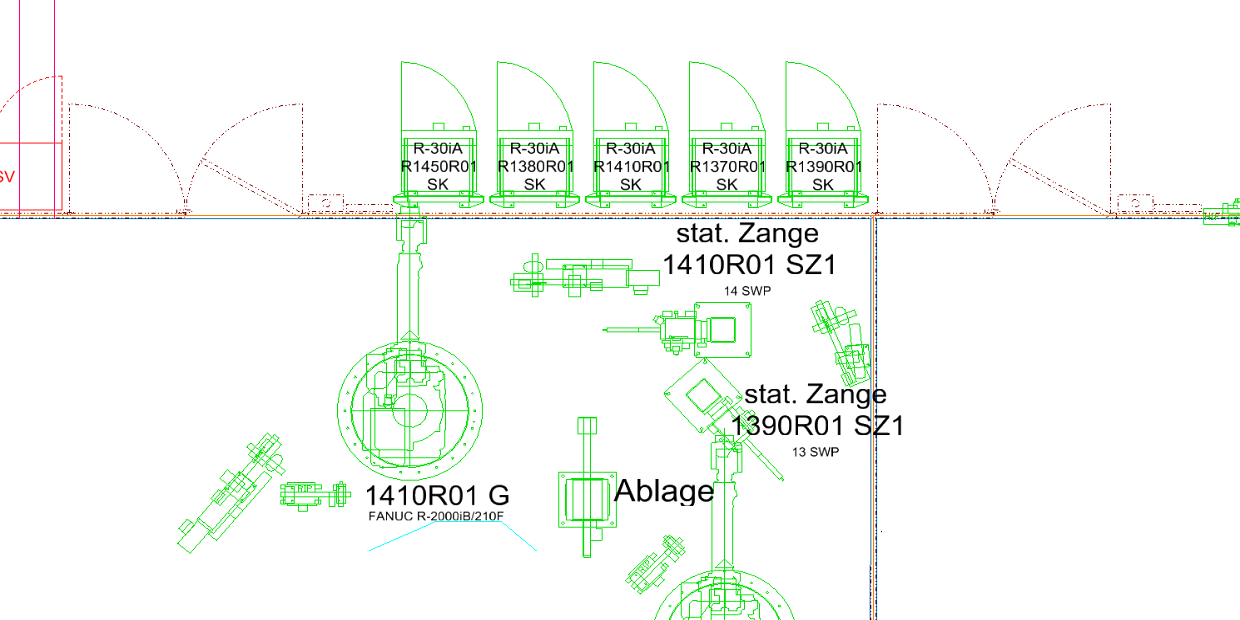 R-30iA
R1450R01
SK
R-30iA
R1380R01
SK
R-30iA
R1410R01
SK
R-30iA
R1370R01
SK
R-30iA
R1390R01
SK
SV
stat. Zange
1410R01 SZ1
14 SWP
stat. Zange
1390R01 SZ1
13 SWP
1410R01 G
FANUC R-2000iB/210F
Ablage